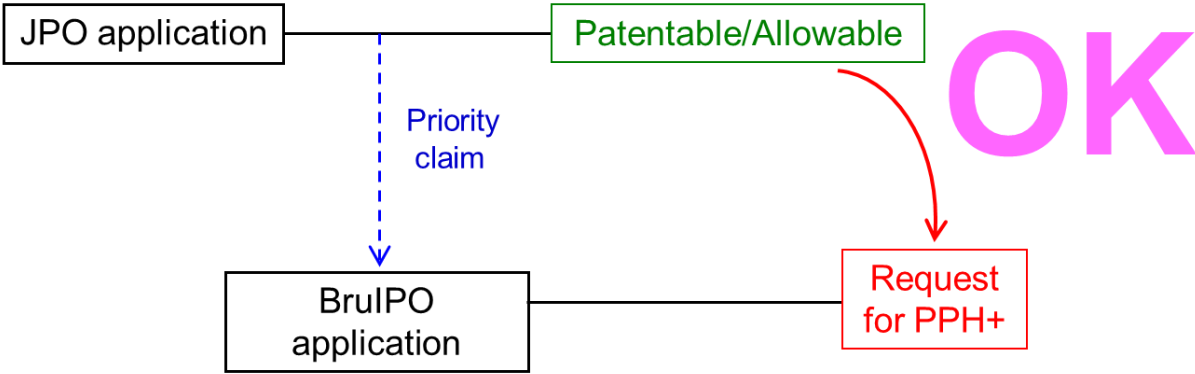 JPO application
Patentable/Allowable
OK
Priority
claim
BruIPO
application
Request
for PPH+